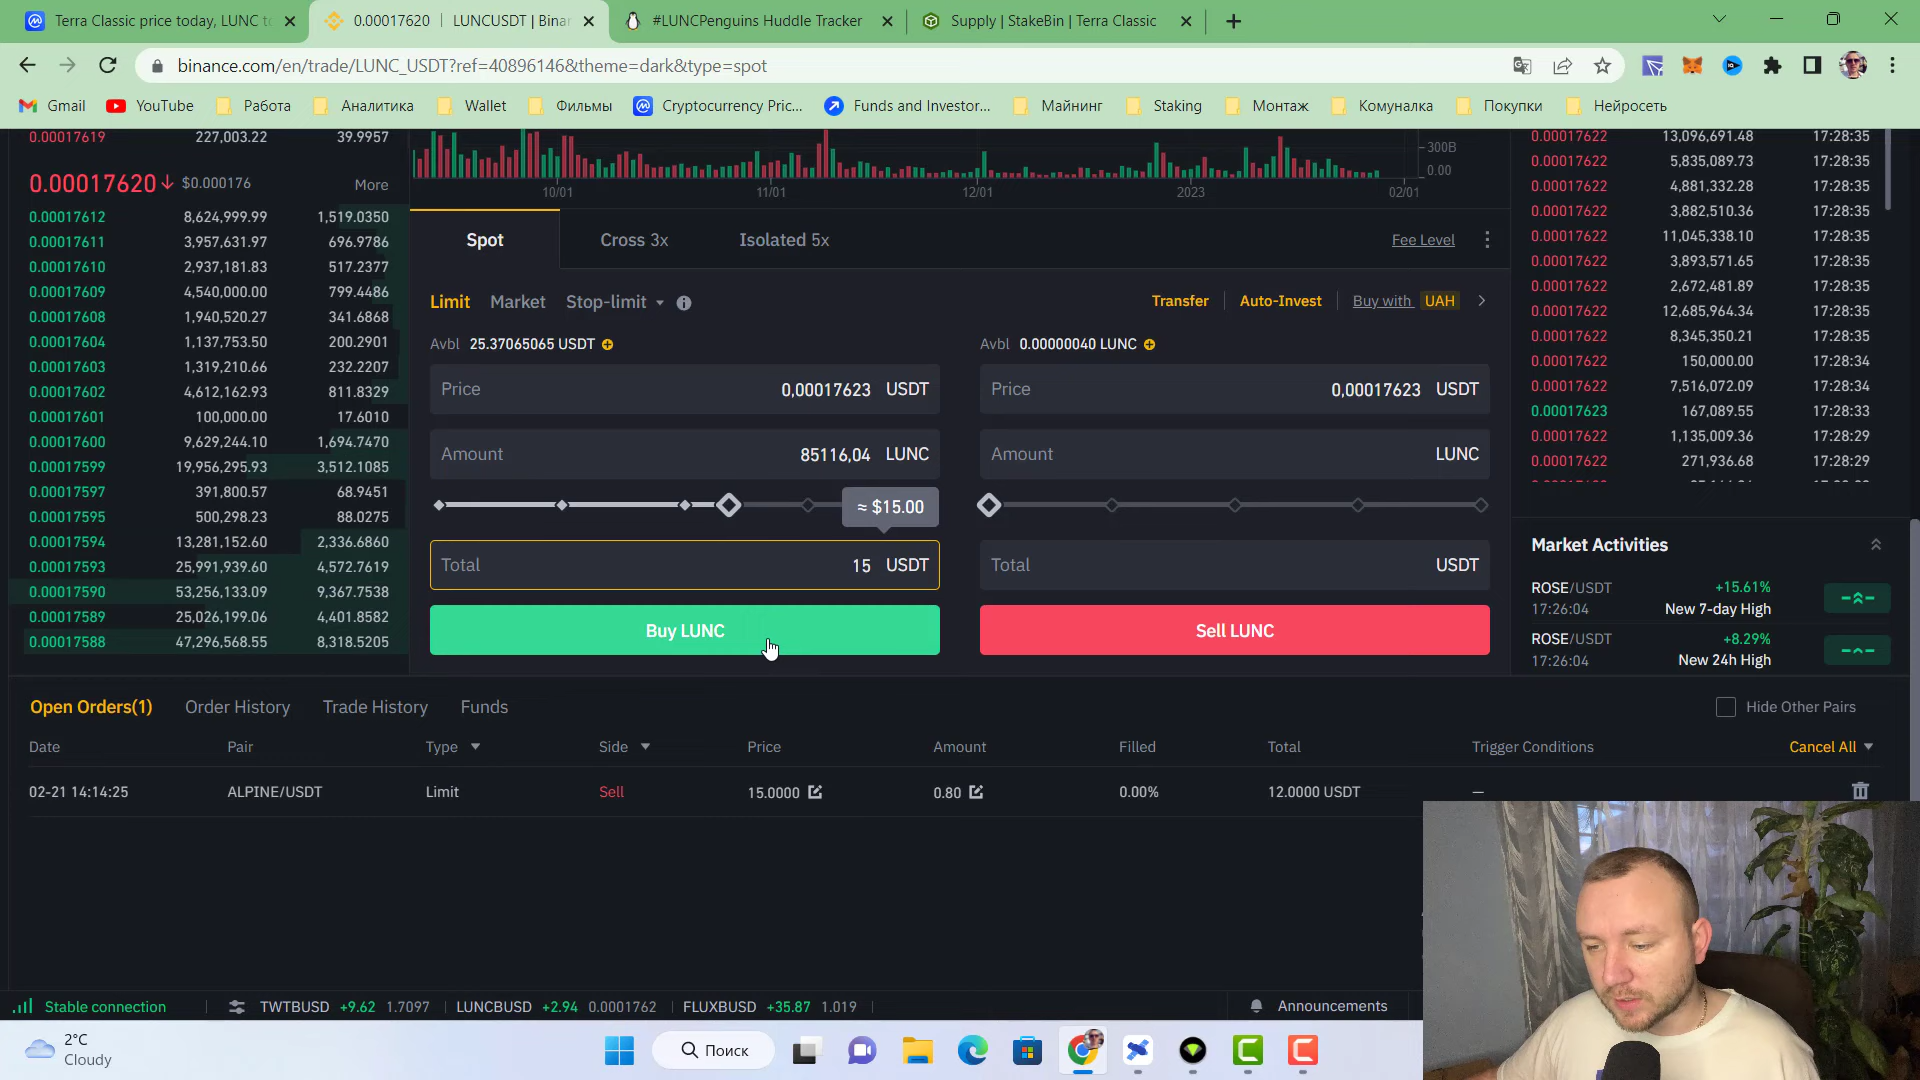 Terra Classic price today, LUNC to
0.00017620 | LUNCUSDT | Binan
#LUNCPenguins Huddle Tracker
Supply | StakeBin | Terra Classic
binance.com/en/trade/LUNC_USDT?ref=40896146&theme=dark&type=spot
Gmail
YouTube
Работа
Аналитика
Wallet
Фильмы
Cryptocurrency Pric...
Funds and Investor...
Майнинг
Staking
Монтаж
Комуналка
Покупки
Нейросеть
0.00017619 227,003.22 39.9957
0.00017620 $0.000176 More
0.00017612 8,624,999.99 1,519.0350
0.00017611 3,957,631.97 696.9786
0.00017610 2,937,181.83 517.2377
0.00017609 4,540,000.00 799.4486
0.00017608 1,940,520.27 341.6868
0.00017604 1,137,753.50 200.2901
0.00017603 1,319,210.66 232.2207
0.00017602 4,612,162.93 811.8329
0.00017601 100,000.00 17.6010
0.00017600 9,629,244.10 1,694.7470
0.00017599 19,956,295.93 3,512.1085
0.00017597 391,800.57 68.9451
0.00017595 500,298.23 88.0275
0.00017594 13,281,152.60 2,336.6860
0.00017593 25,991,939.60 4,572.7619
0.00017590 53,256,133.09 9,367.7538
0.00017589 25,026,199.06 4,401.8582
0.00017588 47,296,568.55 8,318.5205
300B
0.00
10/01 11/01 12/01 2023 02/01
Spot Cross 3x Isolated 5x Fee Level
Limit Market Stop-limit Transfer Auto-Invest Buy with UAH
Avbl 25.37065065 USDT
Price 0,00017623 USDT
Amount 85116,04 LUNC
≈ $15.00
Total 15 USDT
Buy LUNC
Avbl 0.00000040 LUNC
Price 0,00017623 USDT
Amount LUNC
Total USDT
Sell LUNC
0.00017622 13,096,691.48 17:28:35
0.00017622 5,835,089.73 17:28:35
0.00017622 4,881,332.28 17:28:35
0.00017622 3,882,510.36 17:28:35
0.00017622 11,045,338.10 17:28:35
0.00017622 3,893,571.65 17:28:35
0.00017622 2,672,481.89 17:28:35
0.00017622 12,685,964.34 17:28:35
0.00017622 8,345,350.21 17:28:35
0.00017622 150,000.00 17:28:34
0.00017622 7,516,072.09 17:28:34
0.00017623 167,089.55 17:28:33
0.00017622 1,135,009.36 17:28:29
0.00017622 271,936.68 17:28:29
Market Activities
ROSE/USDT +15.61%
17:26:04 New 7-day High
ROSE/USDT +8.29%
17:26:04 New 24h High
Open Orders(1) Order History Trade History Funds Hide Other Pairs
Date Pair Type Side Price Amount Filled Total Trigger Conditions Cancel All
02-21 14:14:25 ALPINE/USDT Limit Sell 15.0000 0.80 0.00% 12.0000 USDT —
Stable connection TWTBUSD +9.62 1.7097 LUNCBUSD +2.94 0.0001762 FLUXBUSD +35.87 1.019 Announcements
2°C
Cloudy
Поиск